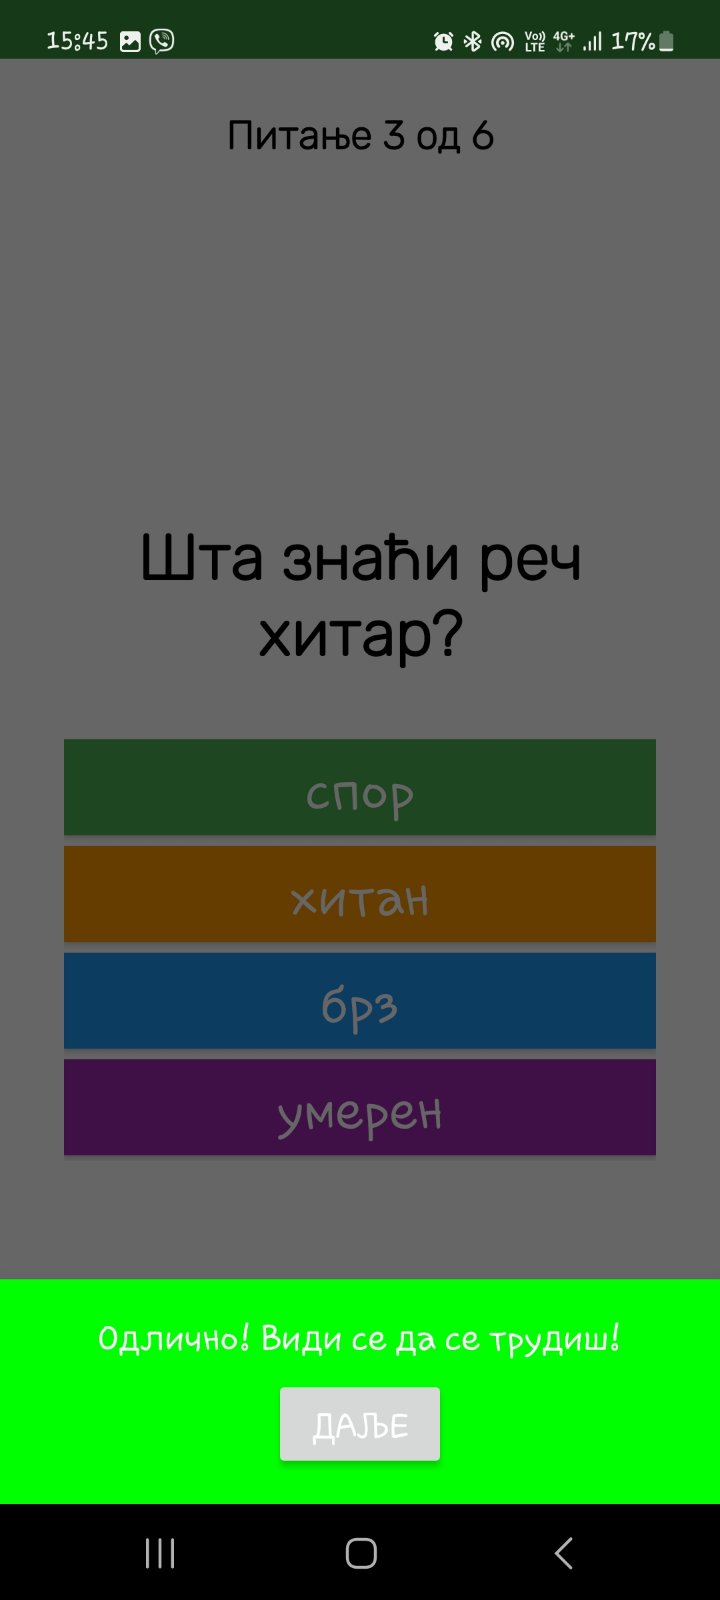 15:45 Vo)) LTE 4G+ 17%
Питање 3 од 6
Шта знаћи реч
хитар?
спор
хитан
брз
умерен
Одлично! Види се да се трудиш!
ДАЉЕ